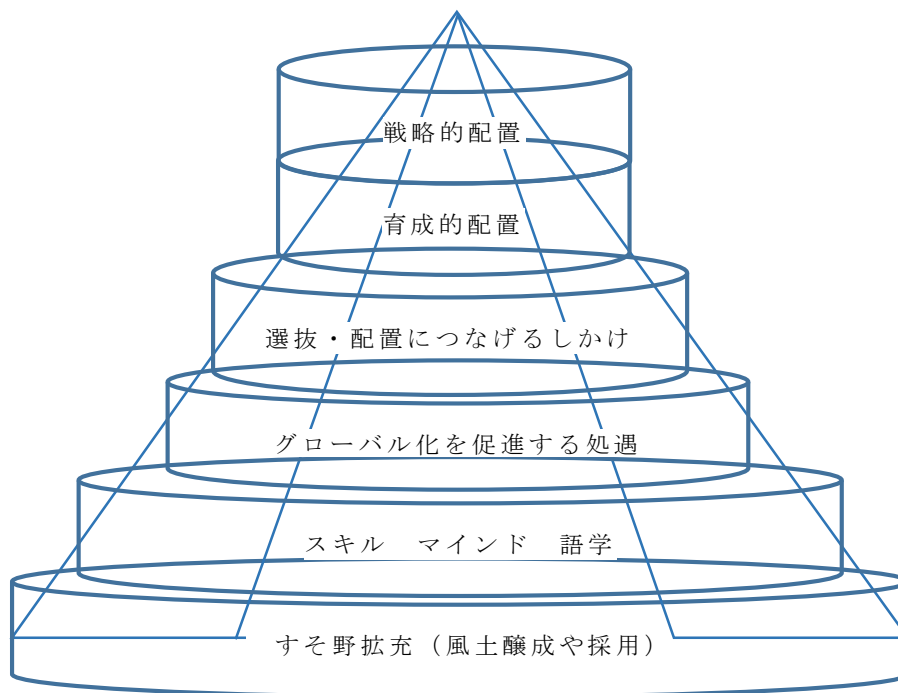 戦略的配置
育成的配置
選抜・配置につなげるしかけ
グローバル化を促進する処遇
スキル　マインド　語学
すそ野拡充（風土醸成や採用）